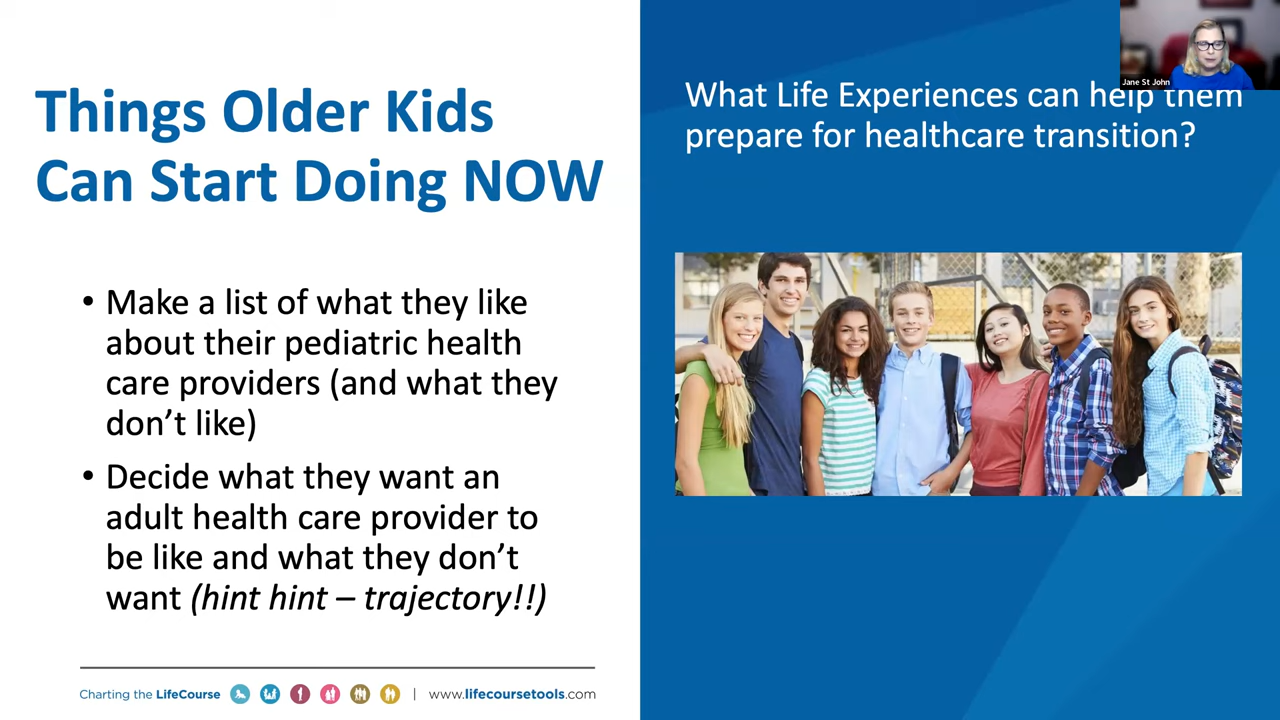 Things Older Kids
Can Start Doing NOW
• Make a list of what they like
about their pediatric health
care providers (and what they
don’t like)
• Decide what they want an
adult health care provider to
be like and what they don’t
want (hint hint – trajectory!!)
Charting the LifeCourse | www.lifecoursetools.com
What Life Experiences can help them
prepare for healthcare transition?
Jane St John